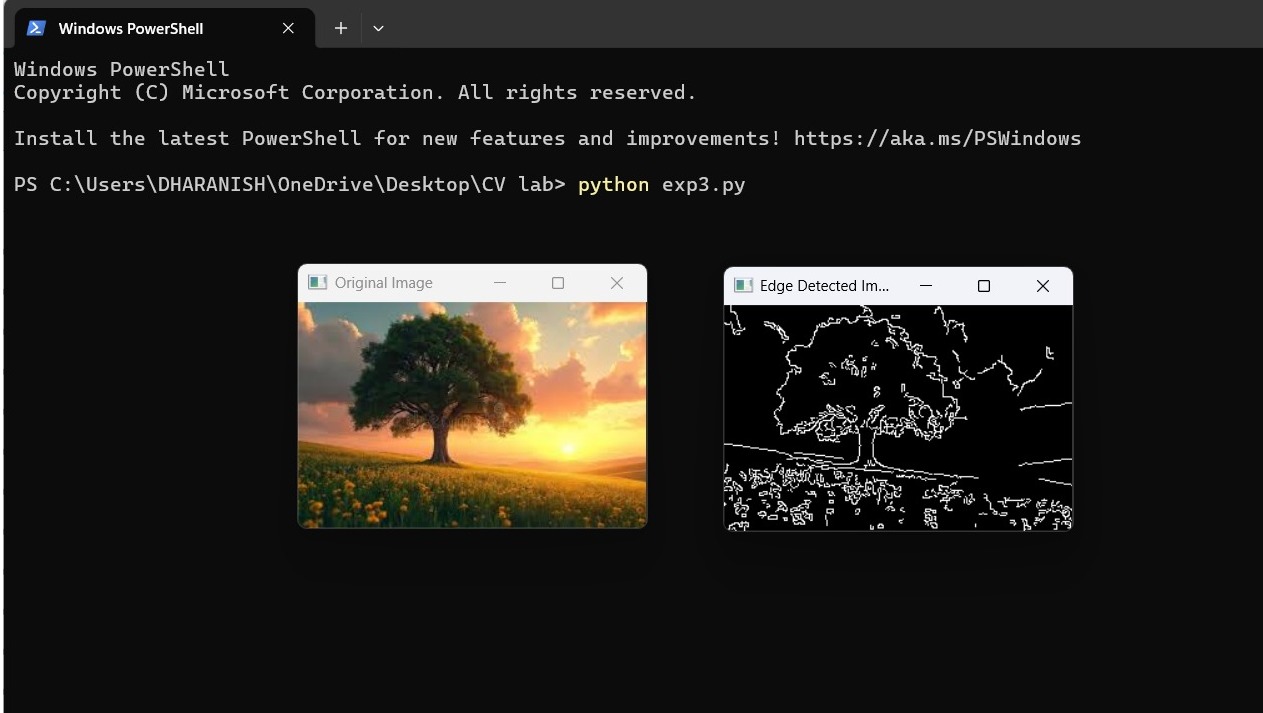 Windows PowerShell
Windows PowerShell
Copyright (C) Microsoft Corporation. All rights reserved.
Install the latest PowerShell for new features and improvements! https://aka.ms/PSWindows
PS C:\Users\DHARANISH\OneDrive\Desktop\CV lab> python exp3.py
Original Image
Edge Detected Im...